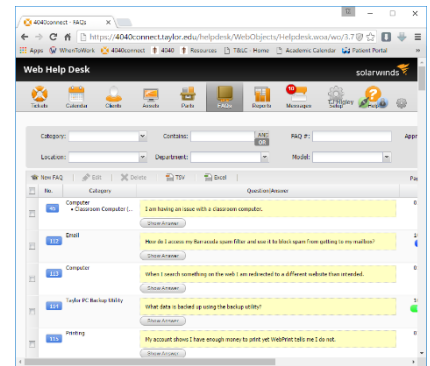 4040connect - FAQs
https://4040connect.taylor.edu/helpdesk/WebObjects/Helpdesk.woa/wo/3.7
Apps WhenToWork 4040connect 4040 Resources TBLC - Home Academic Calendar Patient Portal
Web Help Desk
solarwinds
Tickets Calendar Clients Assets Parts FAQs Reports Messages Setup Help
Category: Contains: AND OR FAQ #:
Location: Department: Model:
New FAQ Edit Delete TSV Excel
No. Category Question/Answer
Computer
• Classroom Computer (...
I am having an issue with a classroom computer.
Show Answer
Email
112 How do I access my Barracuda spam filter and use it to block spam from getting to my mailbox?
Show Answer
Computer
113 When I search something on the web I am redirected to a different website than intended.
Show Answer
Taylor PC Backup Utility
114 What data is backed up using the backup utility?
Show Answer
Printing
115 My account shows I have enough money to print yet WebPrint tells me I do not.
Show Answer